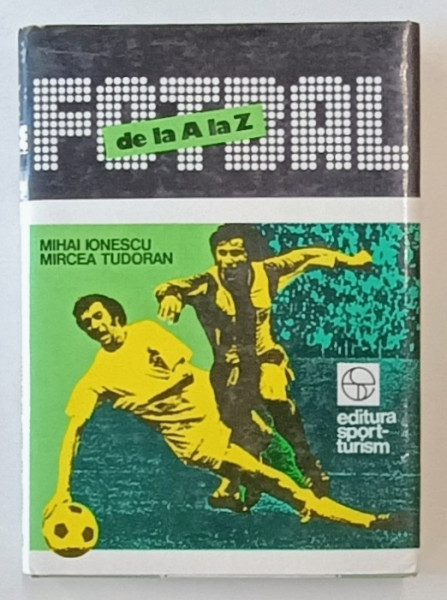 FOTBAL
de la A la Z
MIHAI IONESCU
MIRCEA TUDORAN
editura
sport-
turism